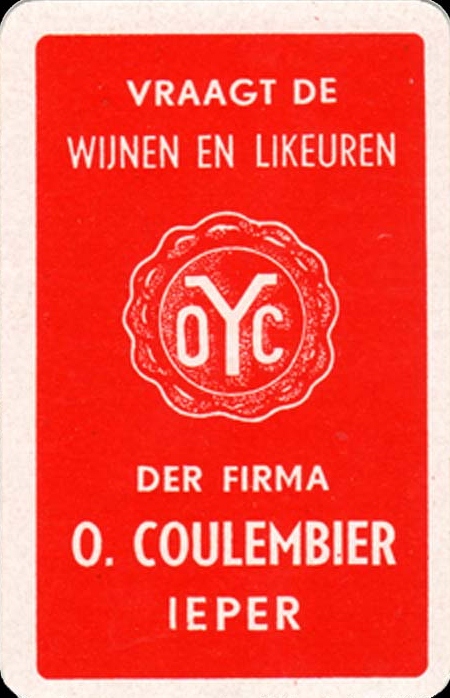 VRAAGT DE
WIJNEN EN LIKEUREN
OYC
DER FIRMA
O. COULEMBIER
IEPER